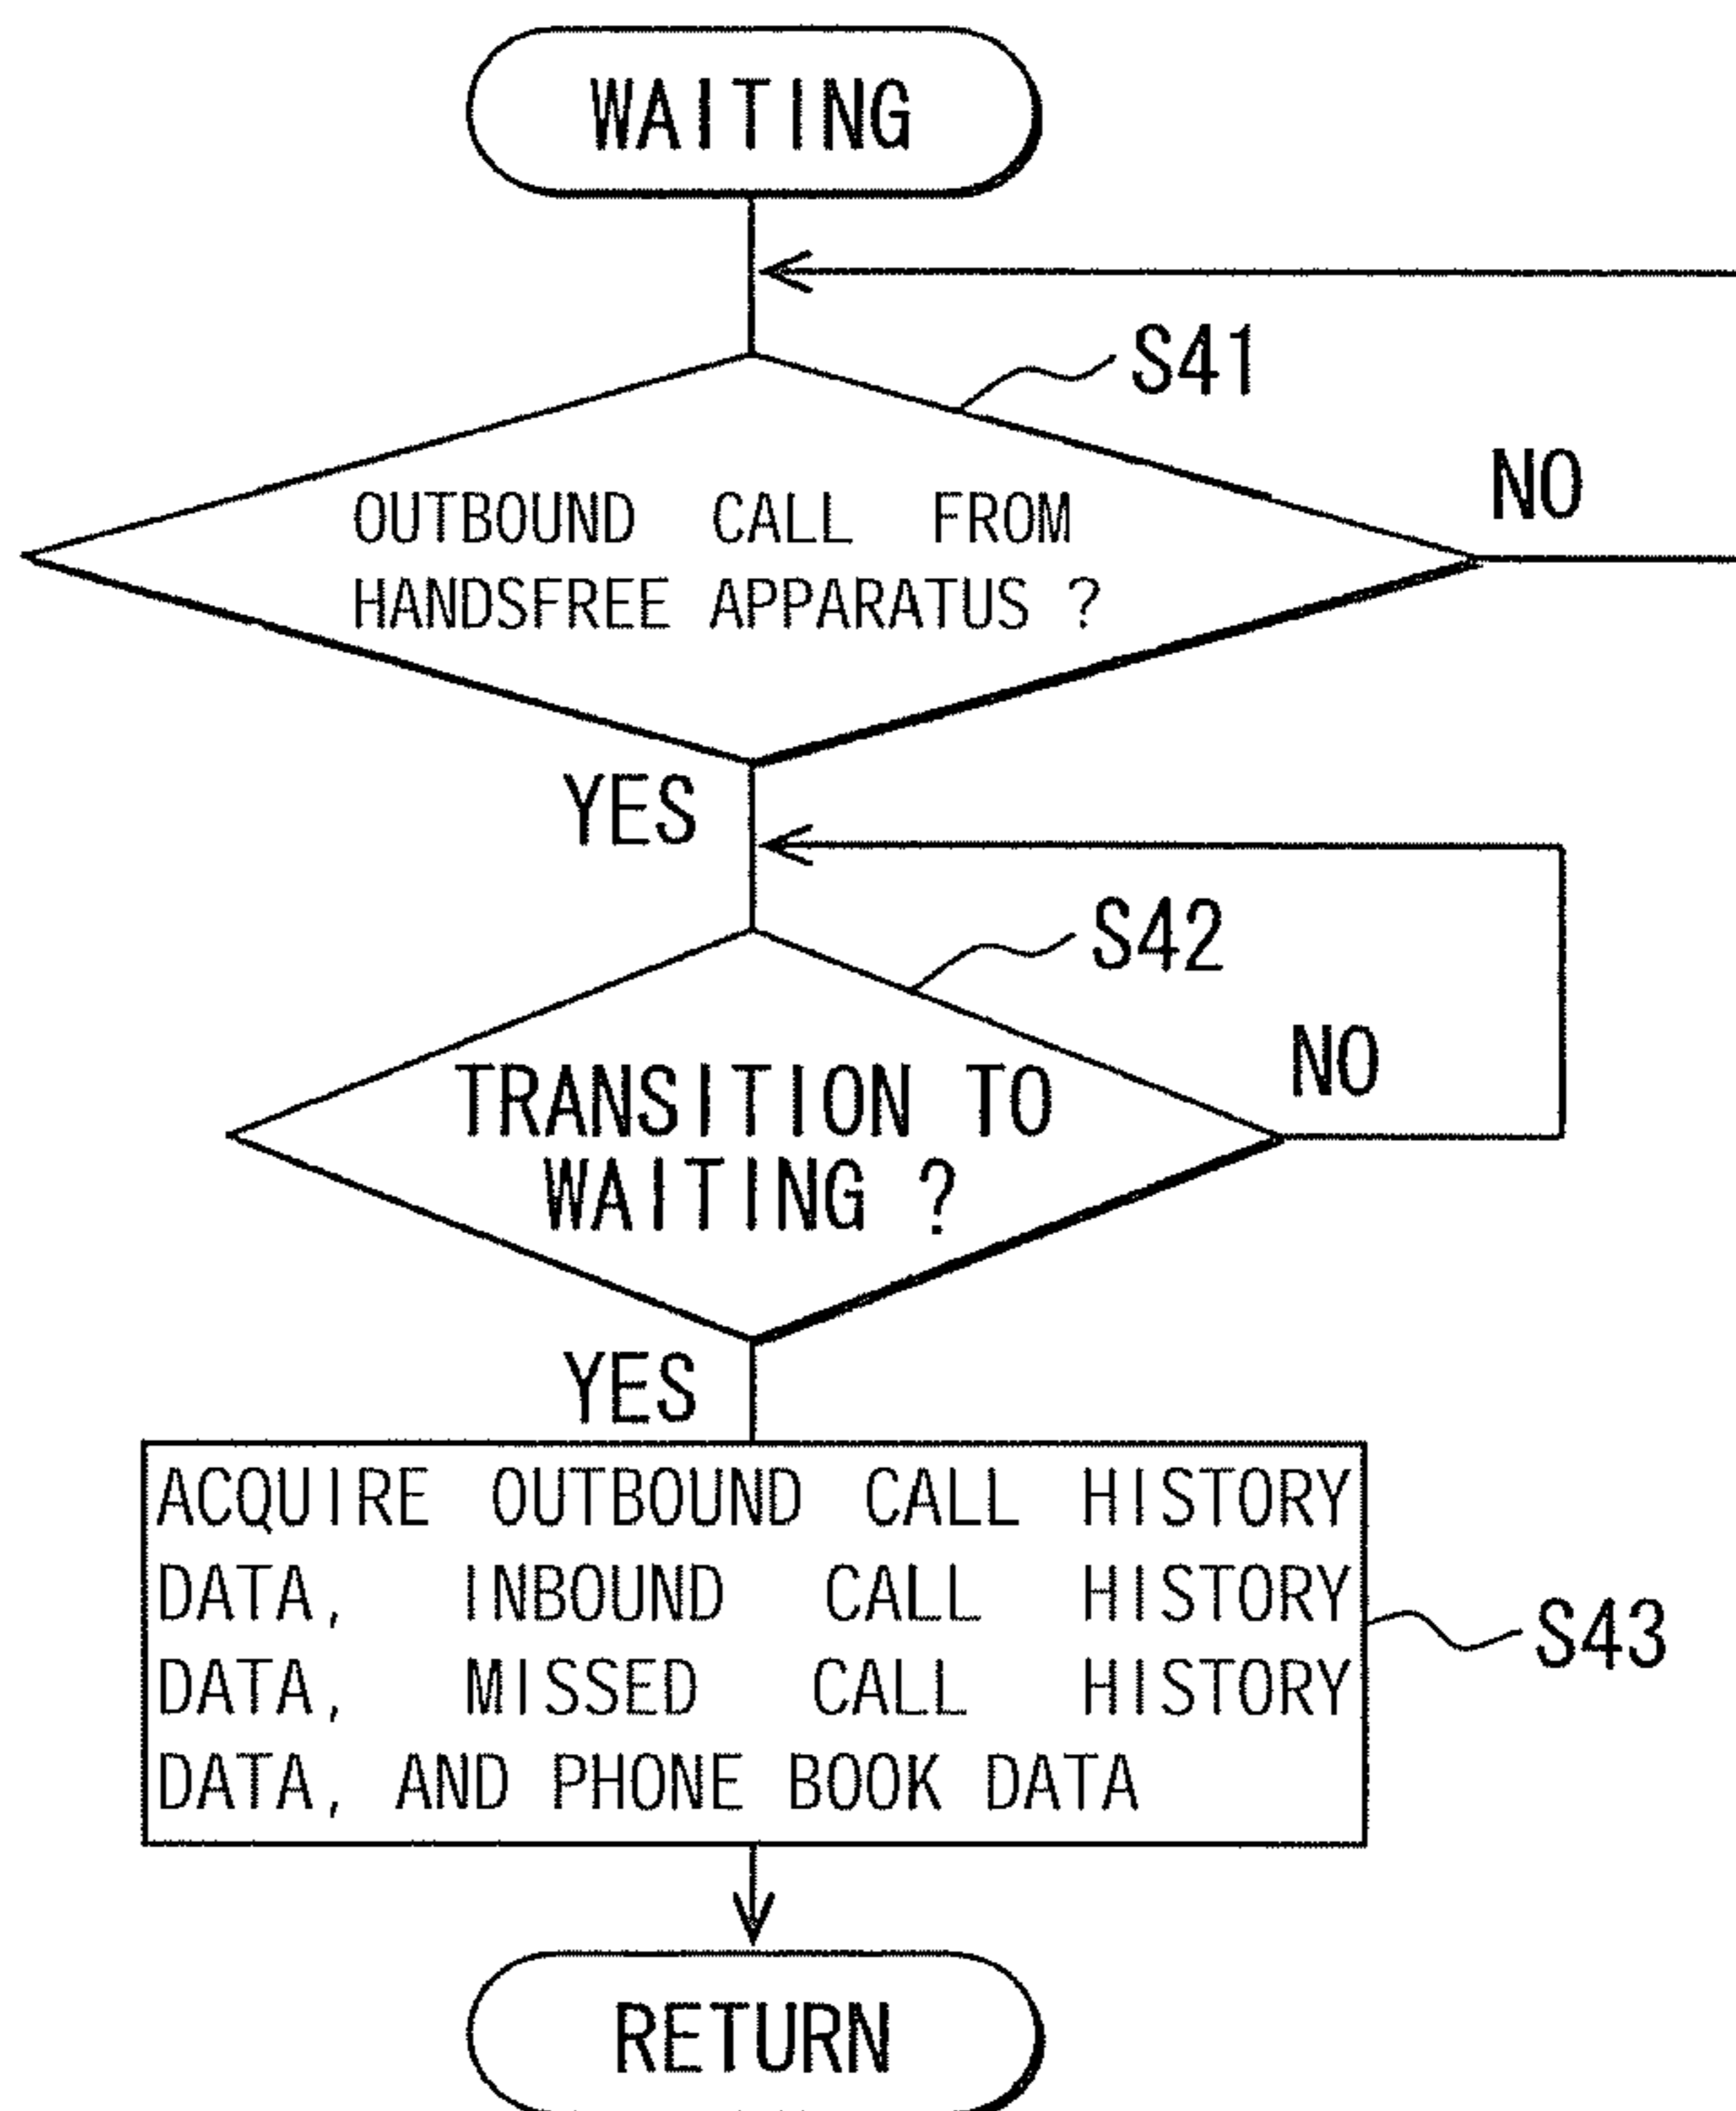 WAITING
S41
NO
OUTBOUND CALL FROM
HANDSFREE APPARATUS ?
YES
S42
NO
TRANSITION TO
WAITING ?
YES
ACQUIRE OUTBOUND CALL HISTORY
DATA, INBOUND CALL HISTORY
DATA, MISSED CALL HISTORY
DATA, AND PHONE BOOK DATA
S43
RETURN